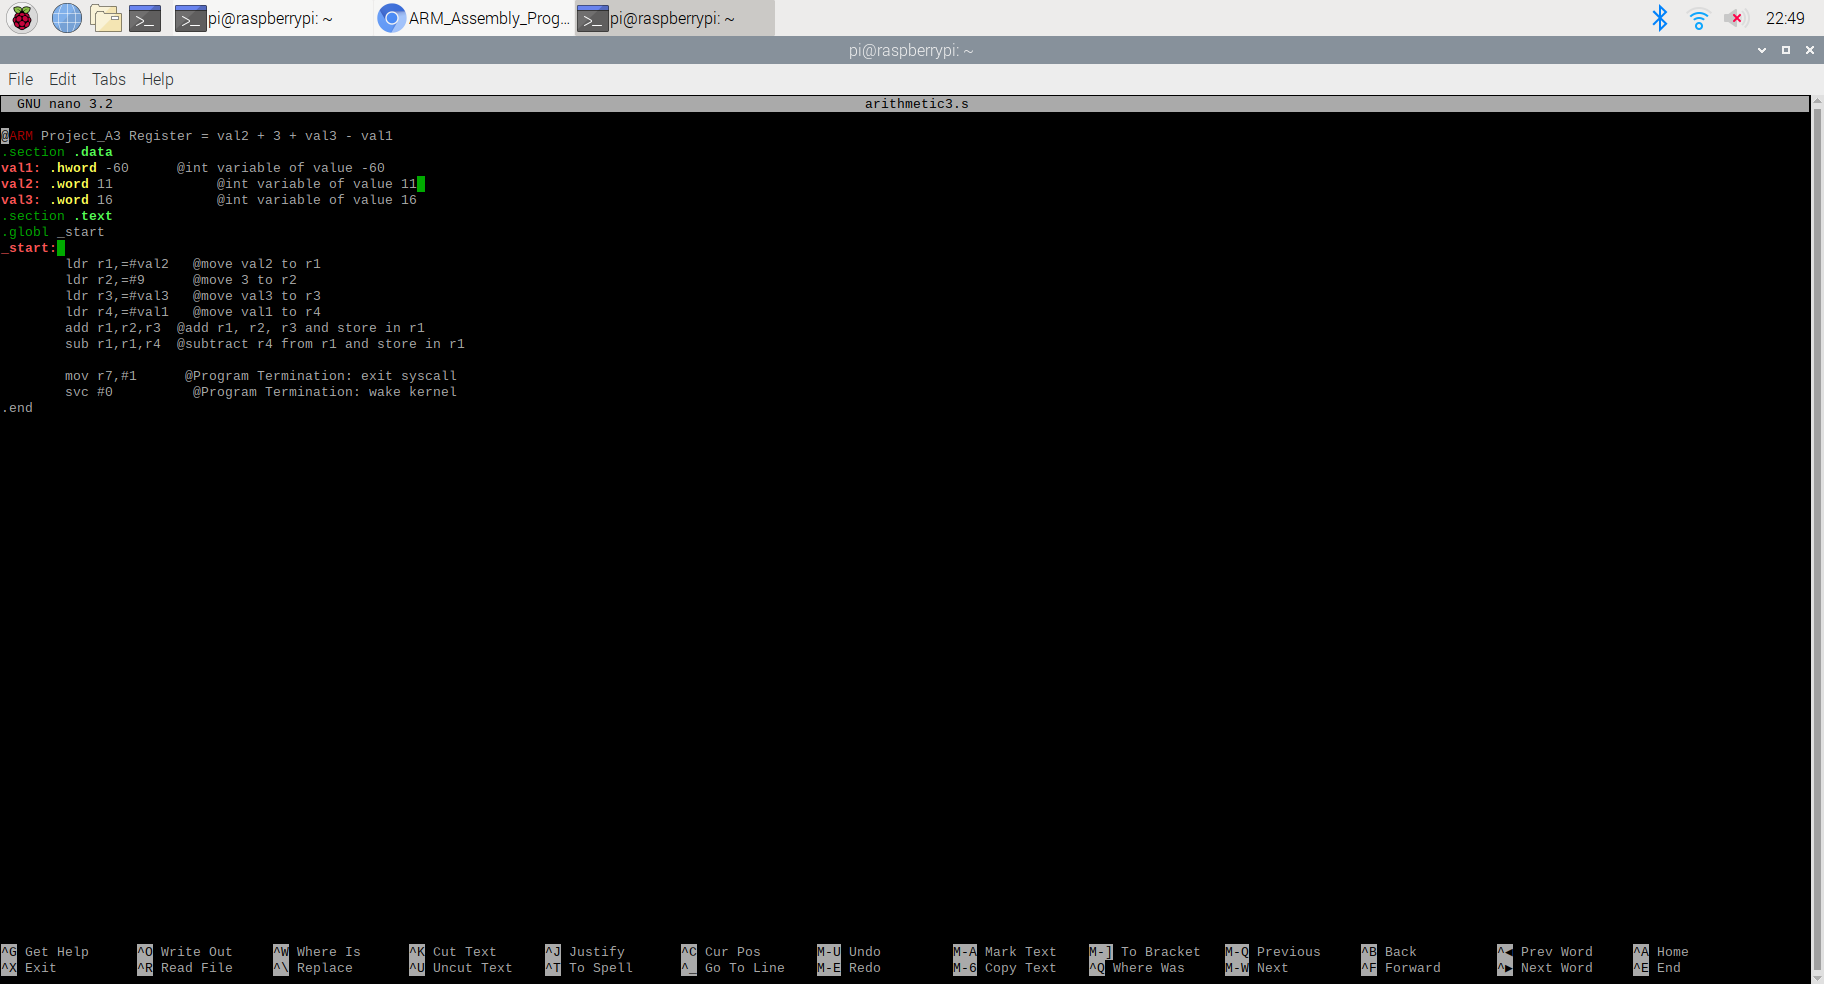 pi@raspberrypi: ~
ARM_Assembly_Prog...
pi@raspberrypi: ~
22:49
pi@raspberrypi: ~
File Edit Tabs Help
GNU nano 3.2 arithmetic3.s
@ARM Project_A3 Register = val2 + 3 + val3 - val1
.section .data
val1: .hword -60 @int variable of value -60
val2: .word 11 @int variable of value 11
val3: .word 16 @int variable of value 16
.section .text
.globl _start
_start:
ldr r1,=#val2 @move val2 to r1
ldr r2,=#9 @move 3 to r2
ldr r3,=#val3 @move val3 to r3
ldr r4,=#val1 @move val1 to r4
add r1,r2,r3 @add r1, r2, r3 and store in r1
sub r1,r1,r4 @subtract r4 from r1 and store in r1
mov r7,#1 @Program Termination: exit syscall
svc #0 @Program Termination: wake kernel
.end
^G Get Help ^O Write Out ^W Where Is ^K Cut Text ^J Justify ^C Cur Pos M-U Undo M-A Mark Text M-] To Bracket M-Q Previous ^B Back ^◀ Prev Word ^A Home
^X Exit ^R Read File ^\ Replace ^U Uncut Text ^T To Spell ^_ Go To Line M-E Redo M-6 Copy Text ^Q Where Was M-W Next ^F Forward ^▶ Next Word ^E End